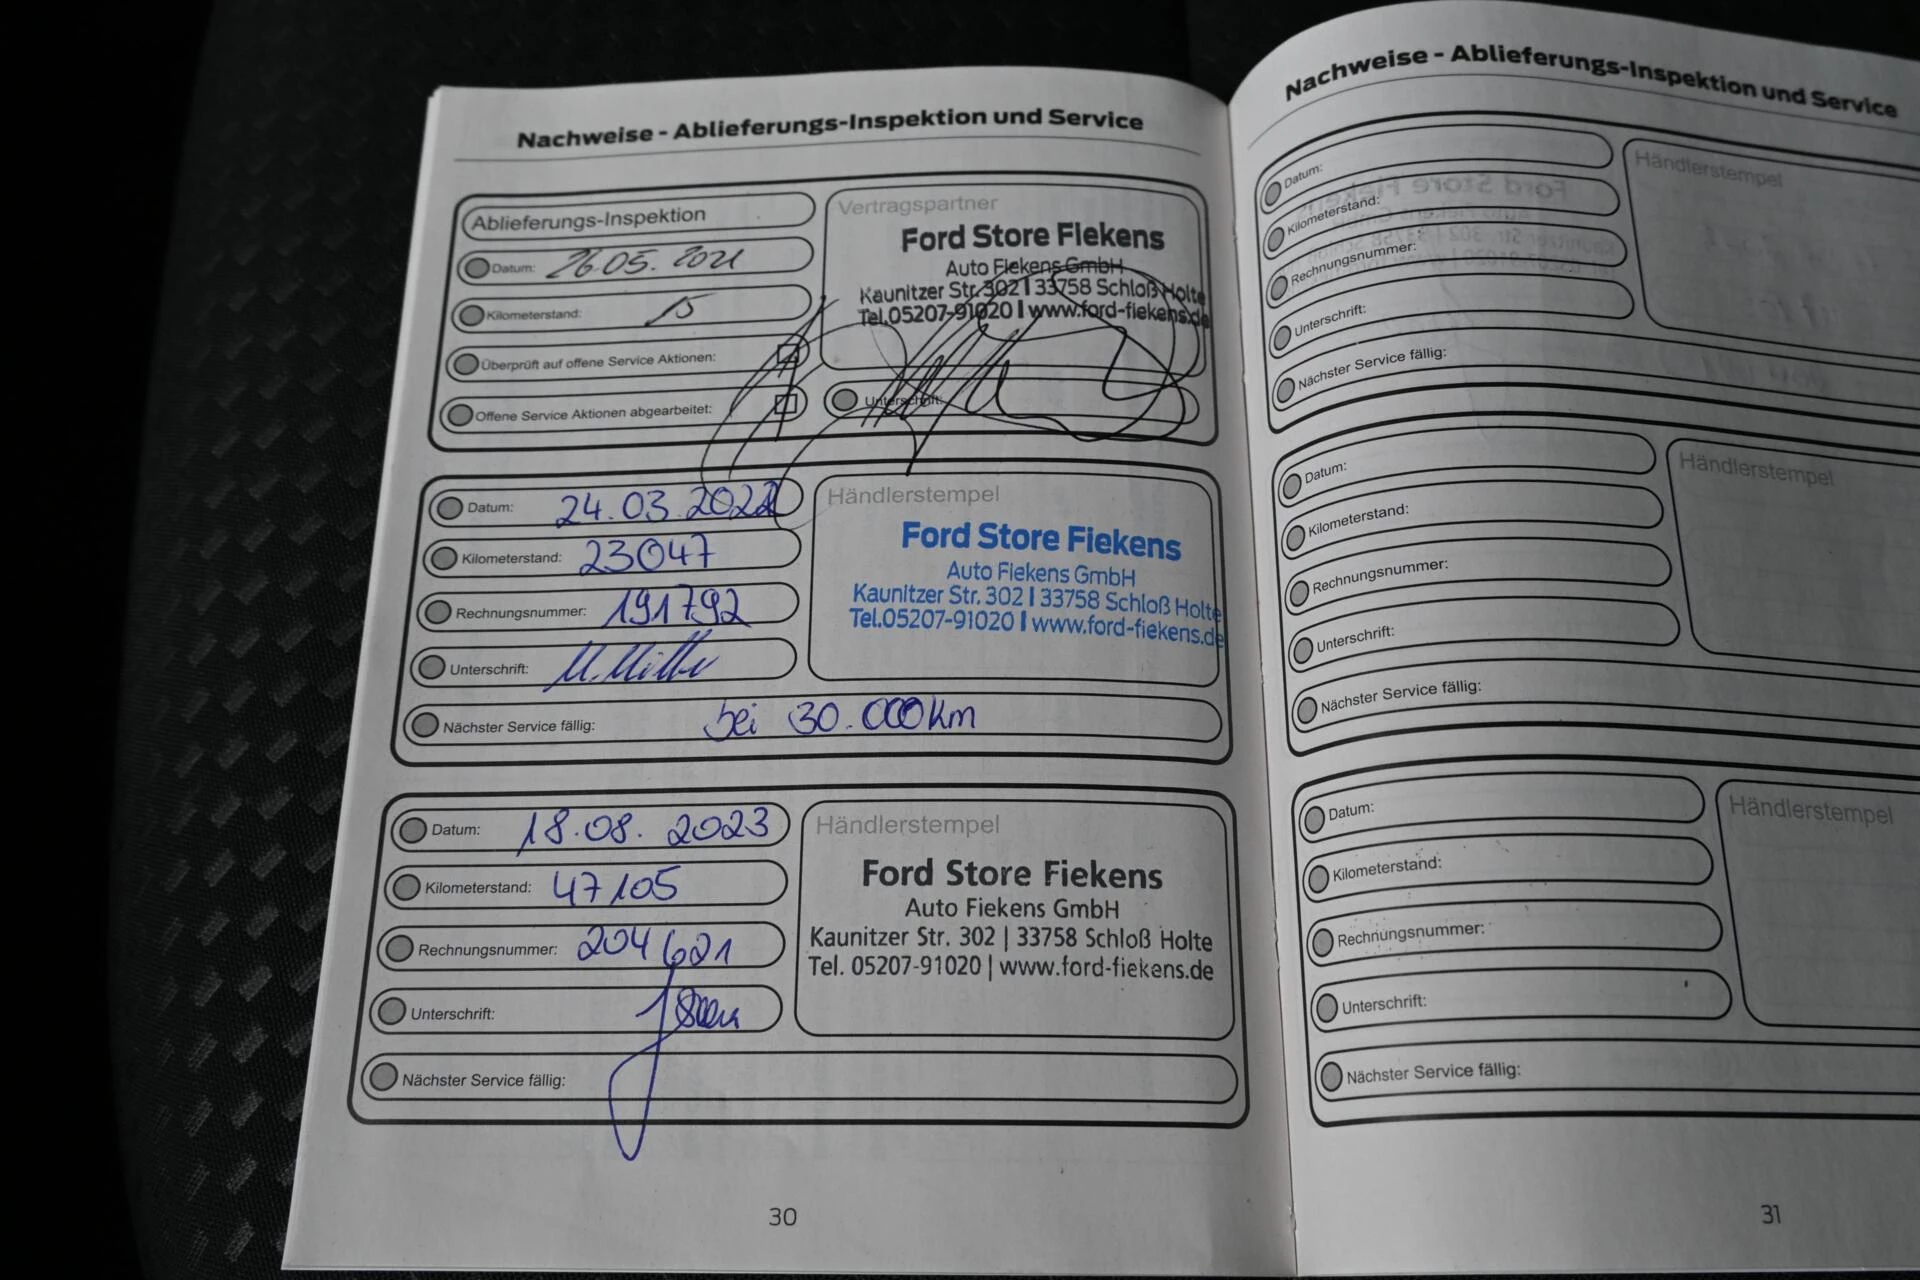 Nachweise - Ablieferungs-Inspektion und Service
Ablieferungs-Inspektion
Datum: 26.05.2021
Kilometerstand: 15
Überprüft auf offene Service Aktionen:
Offene Service Aktionen abgearbeitet:
Vertragspartner
Ford Store Fiekens
Auto Fiekens GmbH
Kaunitzer Str. 302 | 33758 Schloß Holte
Tel.05207-91020 | www.ford-fiekens.de
Unterschrift:
Datum: 24.03.2022
Kilometerstand: 23047
Rechnungsnummer: 191792
Unterschrift:
Nächster Service fällig: bei 30.000km
Händlerstempel
Ford Store Fiekens
Auto Fiekens GmbH
Kaunitzer Str. 302 | 33758 Schloß Holte
Tel.05207-91020 | www.ford-fiekens.de
Datum: 18.08.2023
Kilometerstand: 47105
Rechnungsnummer: 204621
Unterschrift:
Nächster Service fällig:
Händlerstempel
Ford Store Fiekens
Auto Fiekens GmbH
Kaunitzer Str. 302 | 33758 Schloß Holte
Tel. 05207-91020 | www.ford-fiekens.de
30
Nachweise - Ablieferungs-Inspektion und Service
Datum:
Kilometerstand:
Rechnungsnummer:
Unterschrift:
Nächster Service fällig:
Händlerstempel
Datum:
Kilometerstand:
Rechnungsnummer:
Unterschrift:
Nächster Service fällig:
Händlerstempel
Datum:
Kilometerstand:
Rechnungsnummer:
Unterschrift:
Nächster Service fällig:
Händlerstempel
31